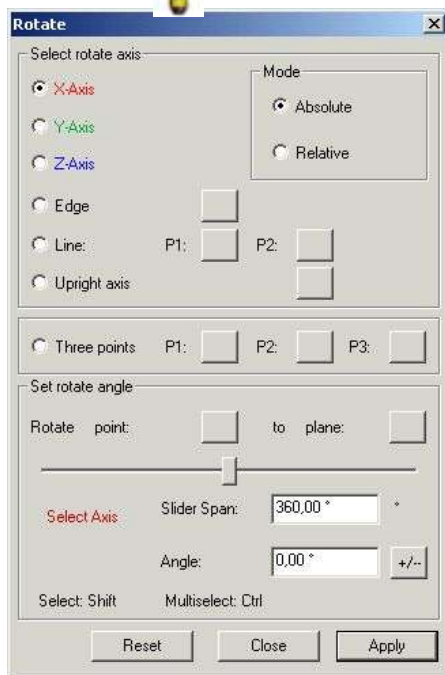 Rotate
Select rotate axis
Mode
X-Axis
Absolute
Y-Axis
Z-Axis
Relative
Edge
Line: P1: P2:
Upright axis
Three points P1: P2: P3:
Set rotate angle
Rotate point: to plane:
Select Axis Slider Span: 360,00 ° °
Angle: 0,00 ° +/--
Select: Shift Multiselect: Ctrl
Reset Close Apply